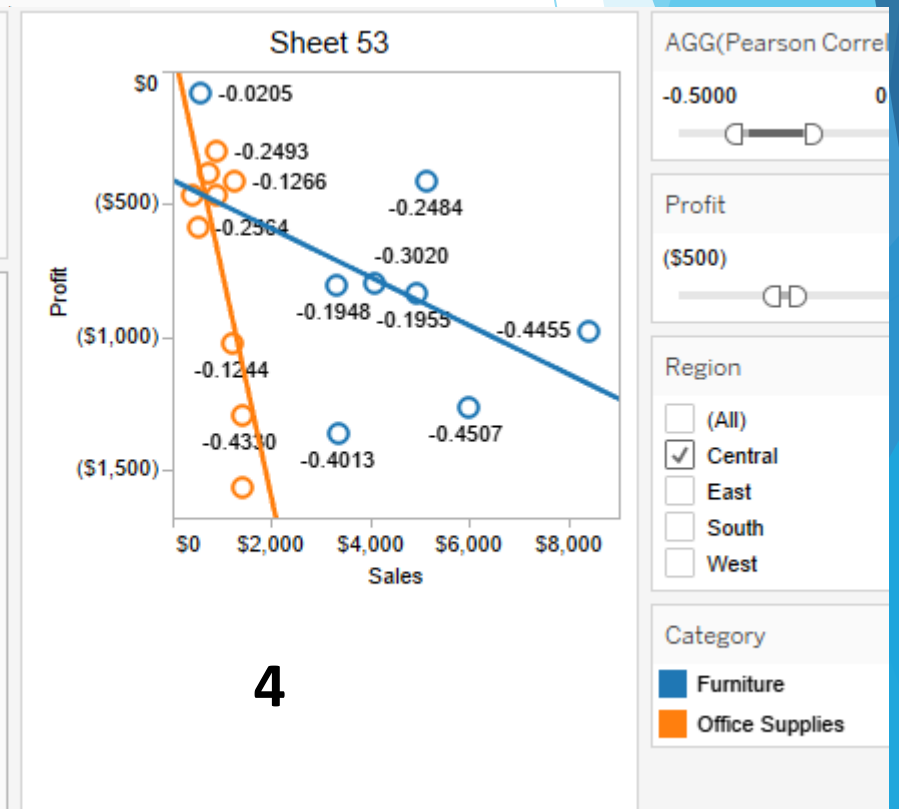 Sheet 53
$0
($500)
($1,000)
($1,500)
Profit
-0.0205
-0.2493
-0.1266
-0.2564
-0.2484
-0.3020
-0.1948
-0.1955
-0.4455
-0.1244
-0.4330
-0.4013
-0.4507
$0 $2,000 $4,000 $6,000 $8,000
Sales
4
AGG(Pearson Correl
-0.5000 0
Profit
($500)
Region
(All)
Central
East
South
West
Category
Furniture
Office Supplies